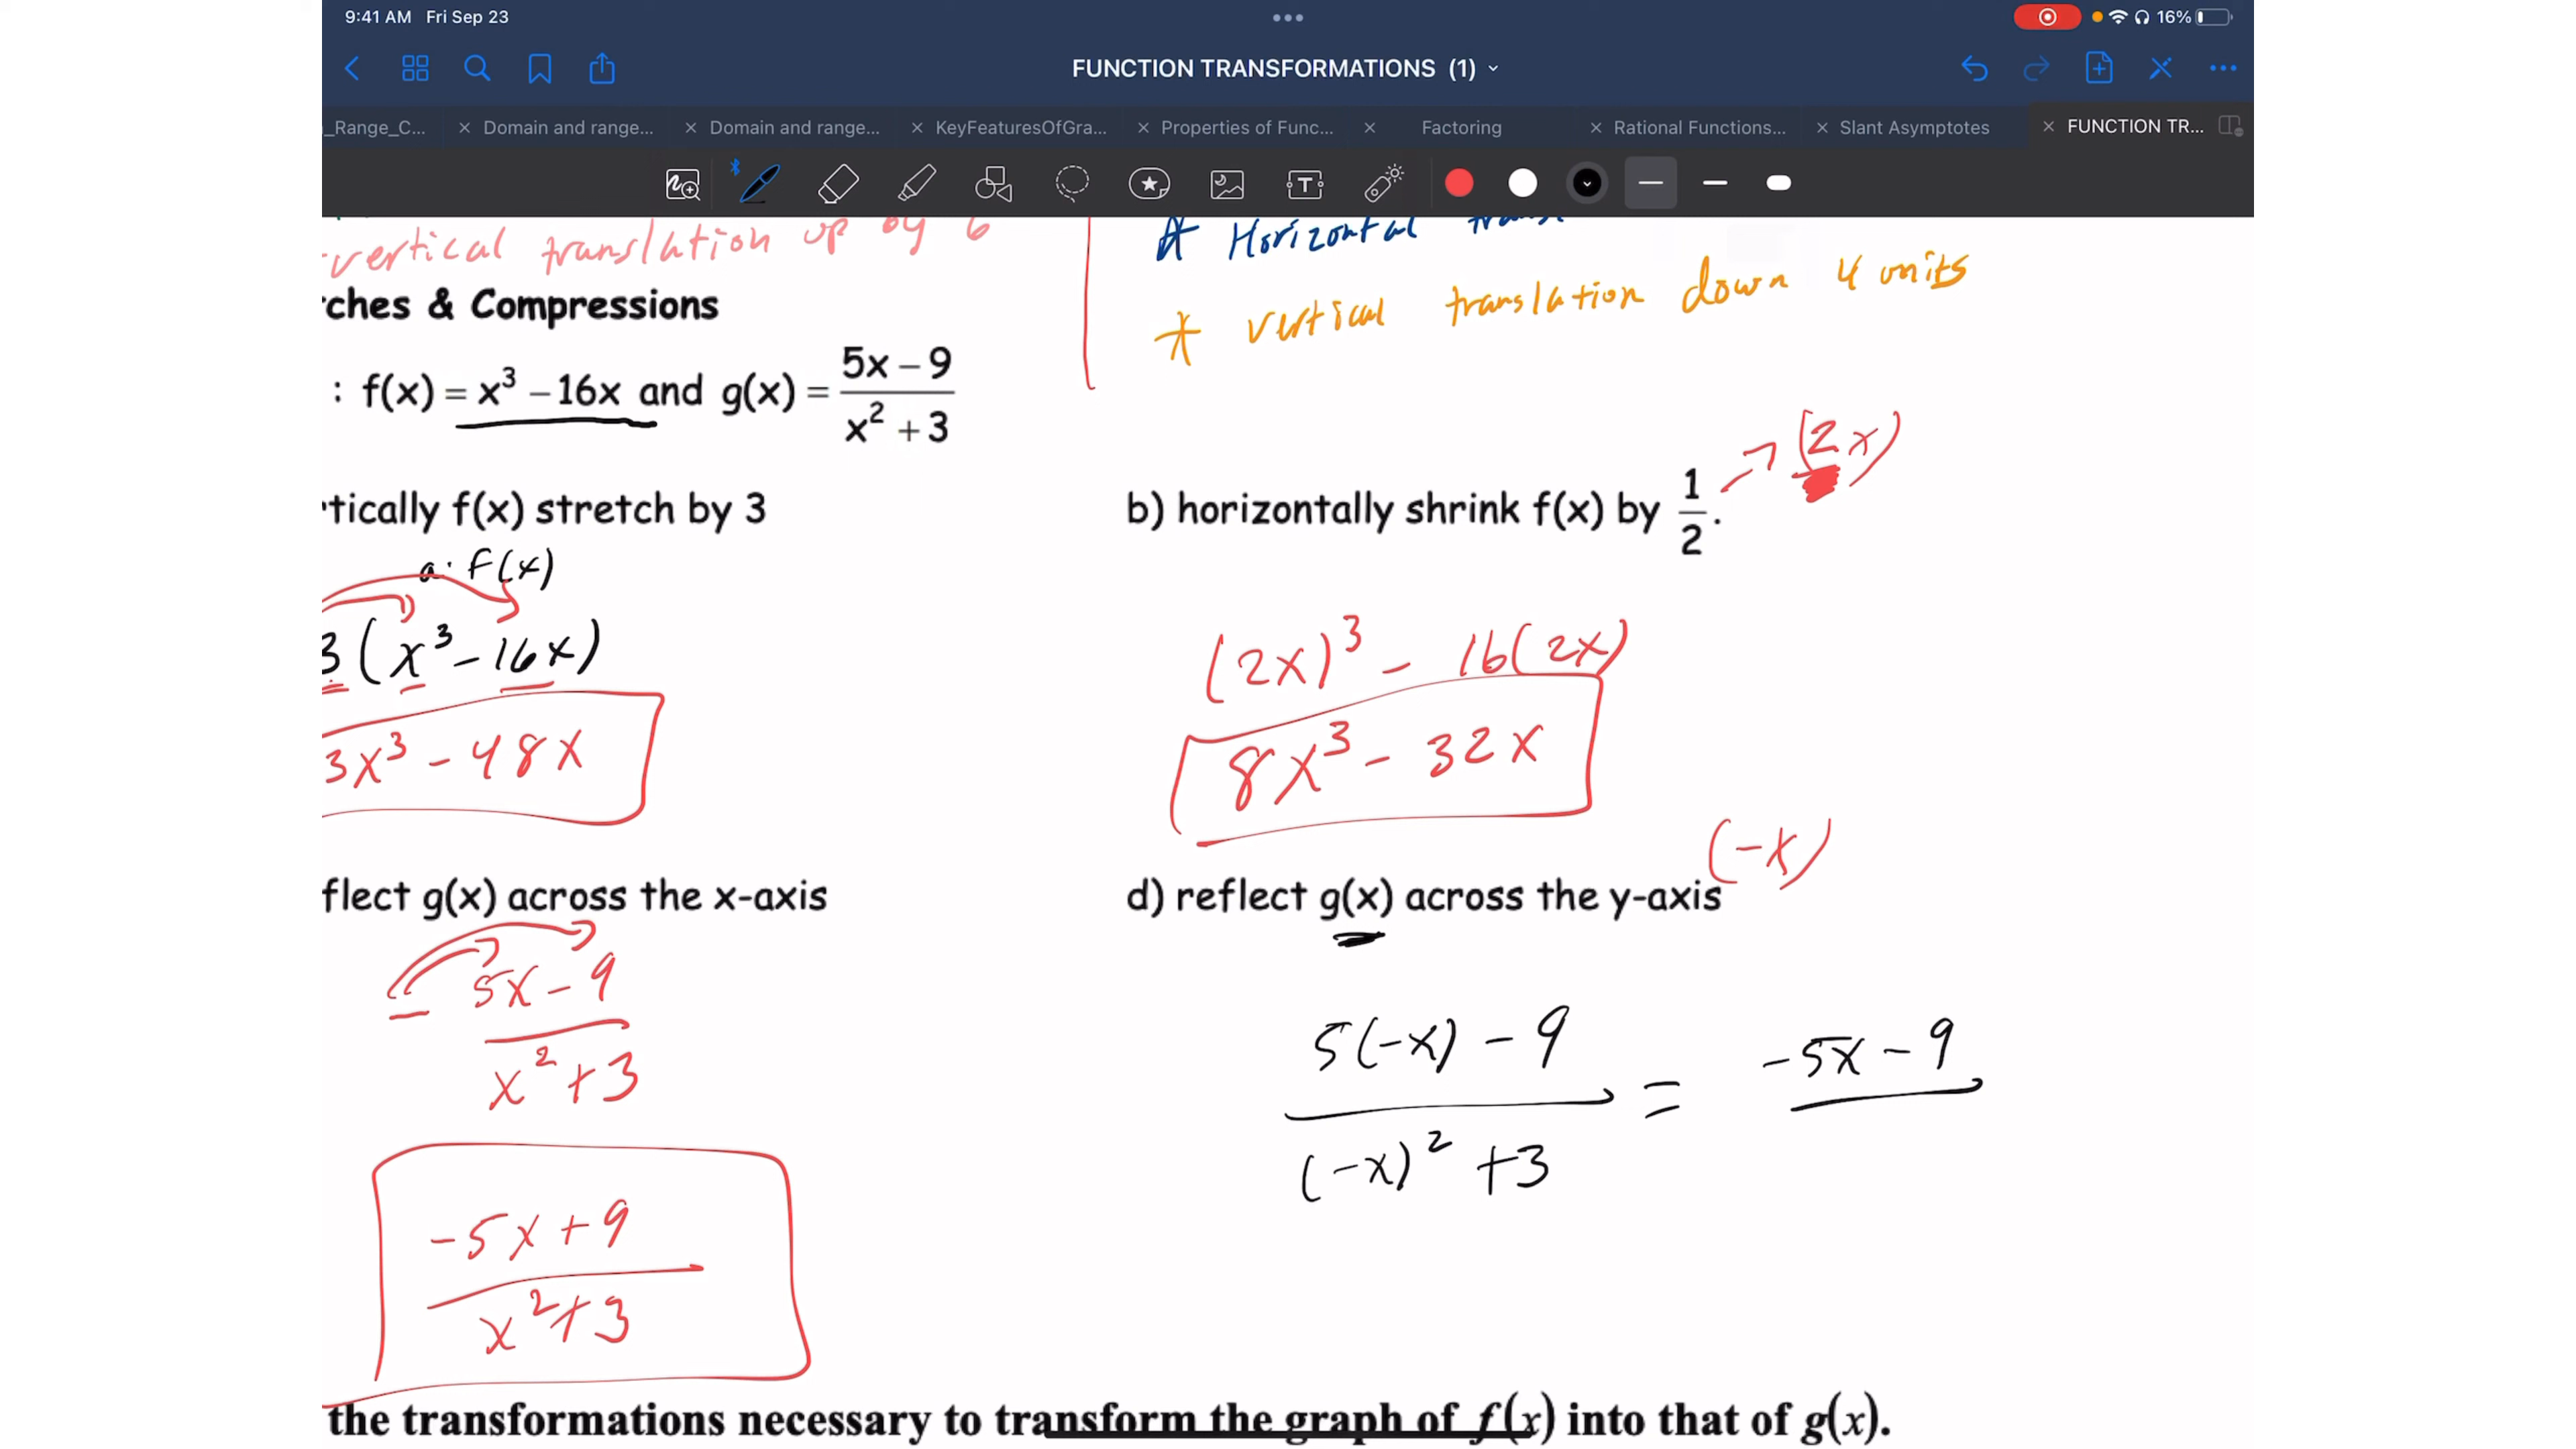 9:41 AM Fri Sep 23
16%
FUNCTION TRANSFORMATIONS (1)
_Range_C...
Domain and range...
Domain and range...
KeyFeaturesOfGra...
Properties of Func...
Factoring
Rational Functions...
Slant Asymptotes
FUNCTION TR...
vertical translation up by 6
* Horizontal
* vertical translation down 4 units
ches & Compressions
: f(x) = x³ – 16x and g(x) = (5x – 9)/(x² + 3)
tically f(x) stretch by 3
a· f(x)
3(x³ - 16x)
3x³ - 48x
b) horizontally shrink f(x) by 1/2.
(2x)
(2x)³ - 16(2x)
8x³ - 32x
flect g(x) across the x-axis
- (5x - 9)/(x² + 3)
(-5x + 9)/(x² + 3)
d) reflect g(x) across the y-axis
(-x)
(5(-x) - 9)/((-x)² + 3) = -5x - 9
the transformations necessary to transform the graph of f(x) into that of g(x).